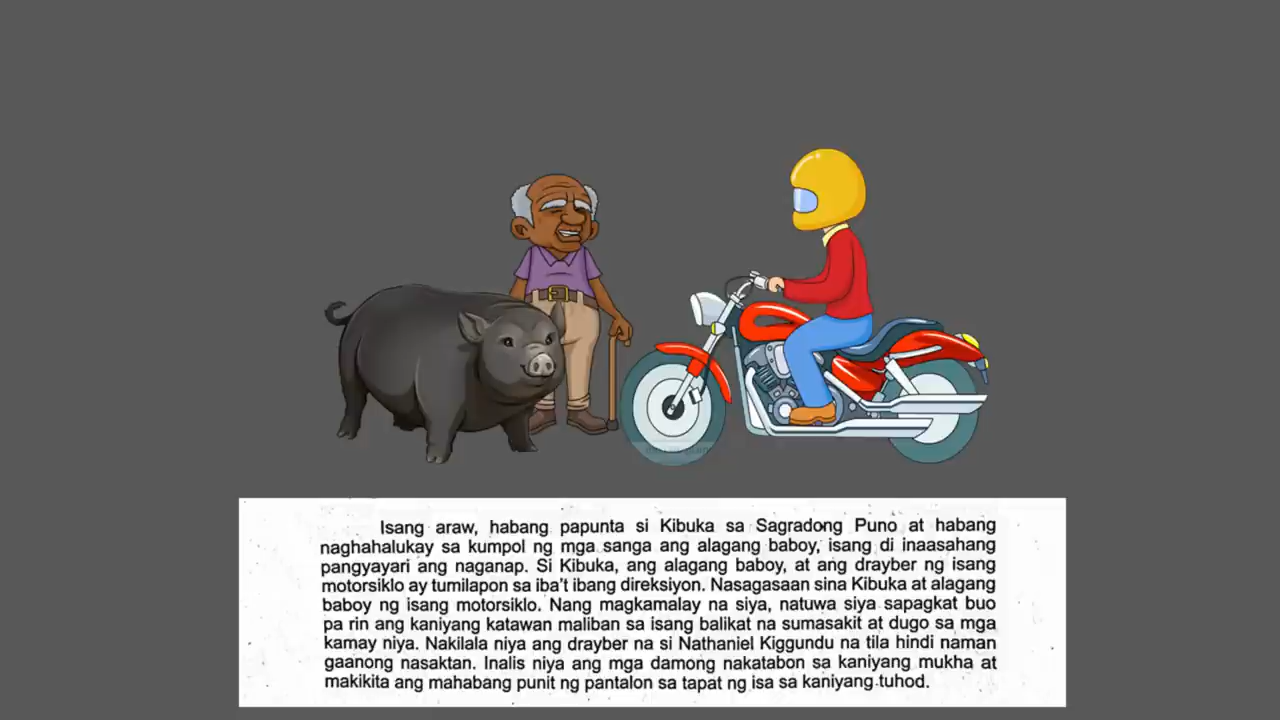 Isang araw, habang papunta si Kibuka sa Sagradong Puno at habang
naghahalukay sa kumpol ng mga sanga ang alagang baboy, isang di inaasahang
pangyayari ang naganap. Si Kibuka, ang alagang baboy, at ang drayber ng isang
motorsiklo ay tumilapon sa iba't ibang direksiyon. Nasagasaan sina Kibuka at alagang
baboy ng isang motorsiklo. Nang magkamalay na siya, natuwa siya sapagkat buo
pa rin ang kaniyang katawan maliban sa isang balikat na sumasakit at dugo sa mga
kamay niya. Nakilala niya ang drayber na si Nathaniel Kiggundu na tila hindi naman
gaanong nasaktan. Inalis niya ang mga damong nakatabon sa kaniyang mukha at
makikita ang mahabang punit ng pantalon sa tapat ng isa sa kaniyang tuhod.